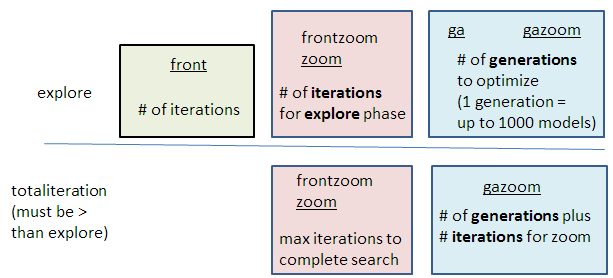 front
explore
# of iterations
frontzoom
zoom
# of iterations
for explore phase
ga gazoom
# of generations
to optimize
(1 generation =
up to 1000 models)
totaliteration
(must be >
than explore)
frontzoom
zoom
max iterations to
complete search
gazoom
# of generations plus
# iterations for zoom